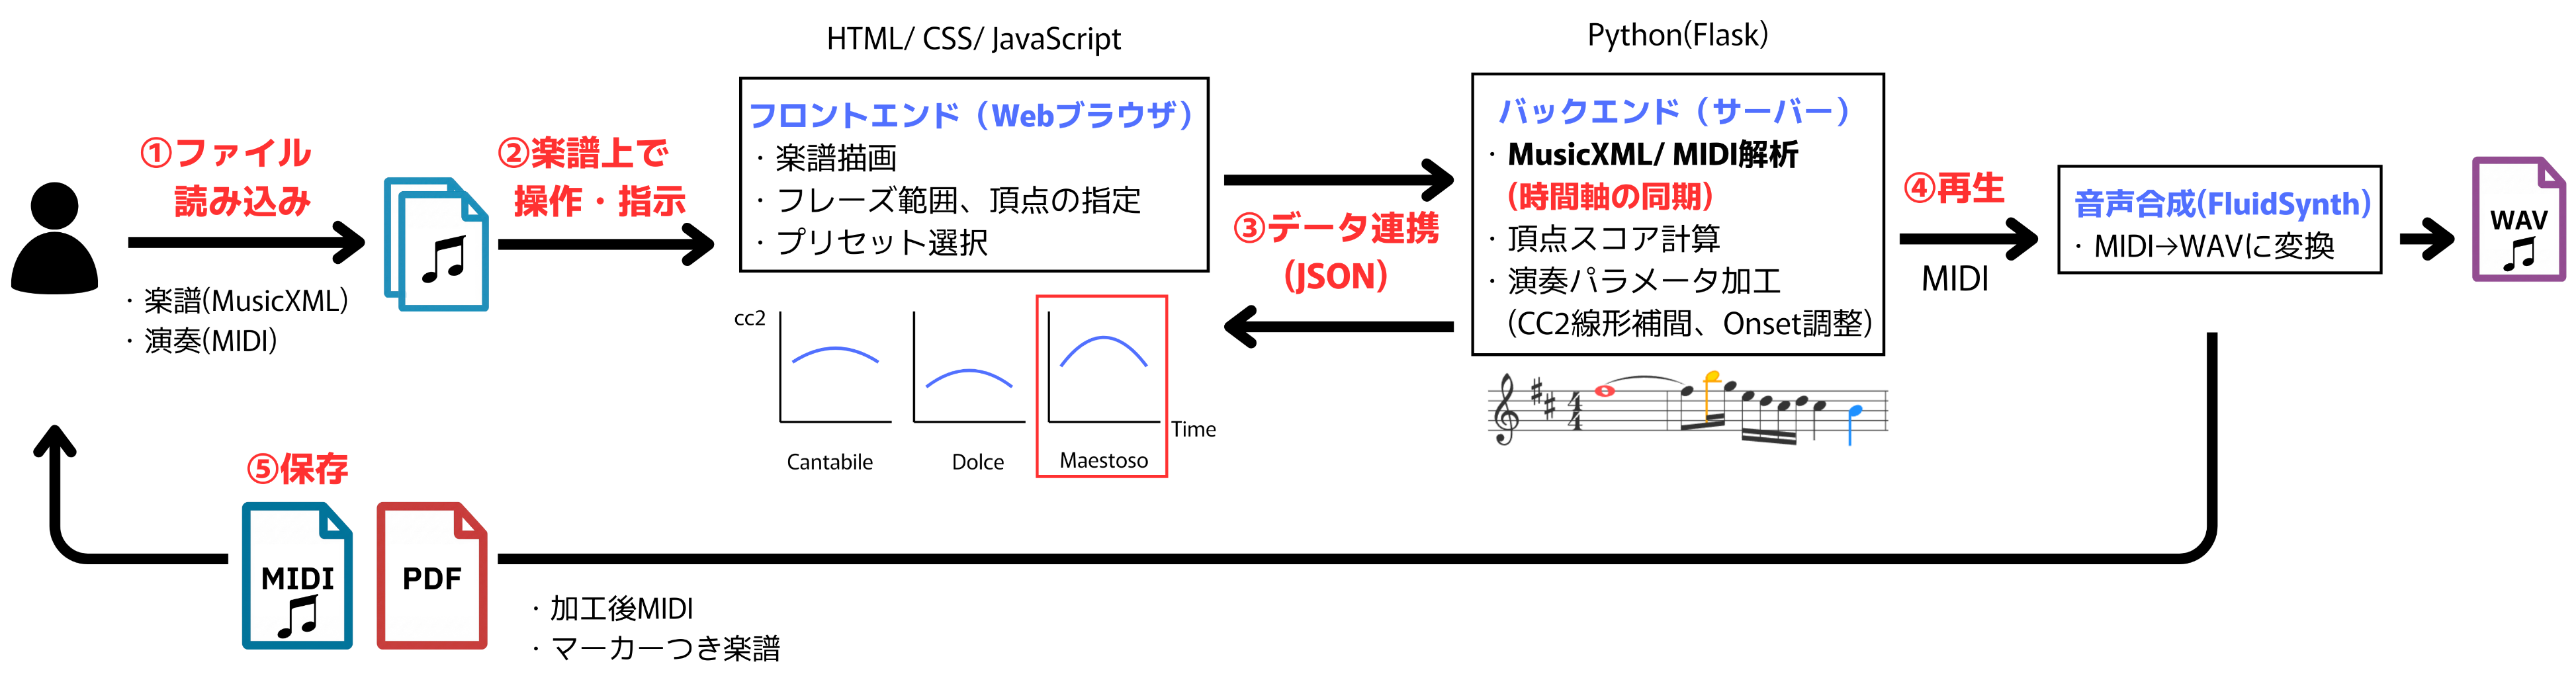 HTML/ CSS/ JavaScript
Python(Flask)
①ファイル
読み込み
・楽譜(MusicXML)
・演奏(MIDI)
②楽譜上で
操作・指示
フロントエンド（Webブラウザ）
・楽譜描画
・フレーズ範囲、頂点の指定
・プリセット選択
cc2
Time
Cantabile
Dolce
Maestoso
③データ連携
(JSON)
バックエンド（サーバー）
・MusicXML/ MIDI解析
(時間軸の同期)
・頂点スコア計算
・演奏パラメータ加工
(CC2線形補間、Onset調整)
④再生
MIDI
音声合成(FluidSynth)
・MIDI→WAVに変換
WAV
⑤保存
MIDI
PDF
・加工後MIDI
・マーカーつき楽譜